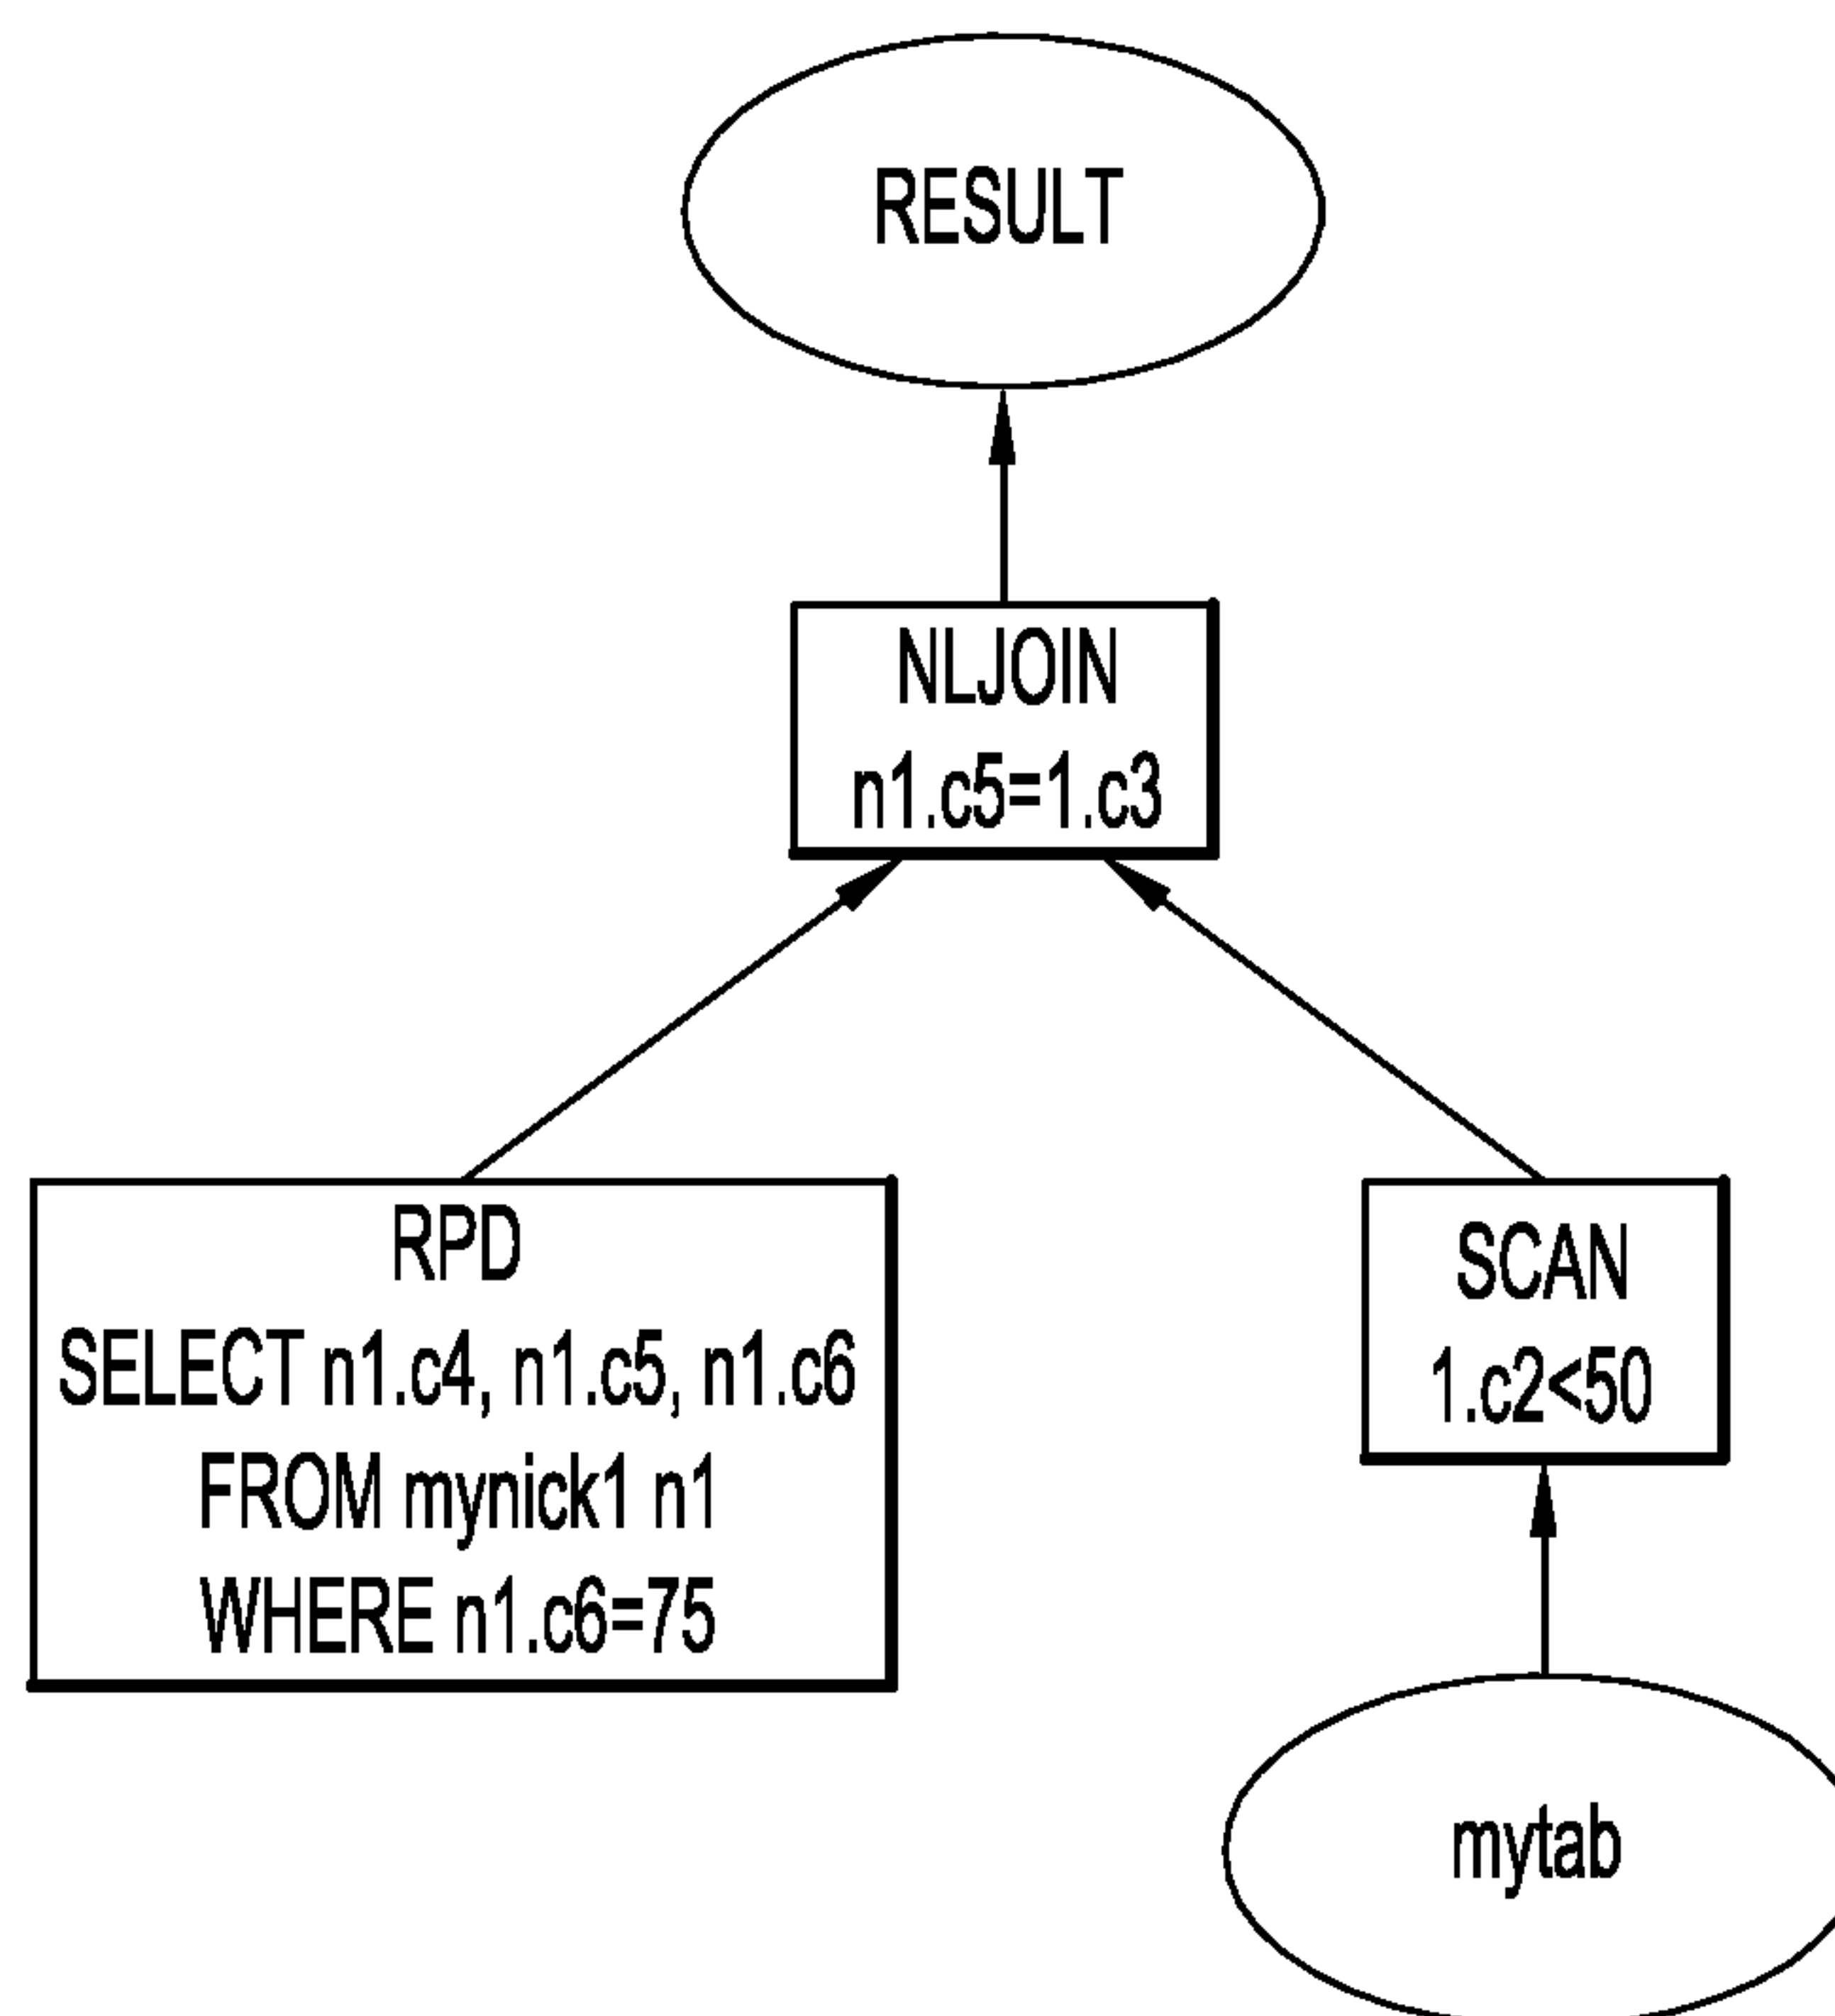 RESULT
NLJOIN
n1.c5=1.c3
RPD
SELECT n1.c4, n1.c5, n1.c6
FROM mynick1 n1
WHERE n1.c6=75
SCAN
1.c2<50
mytab